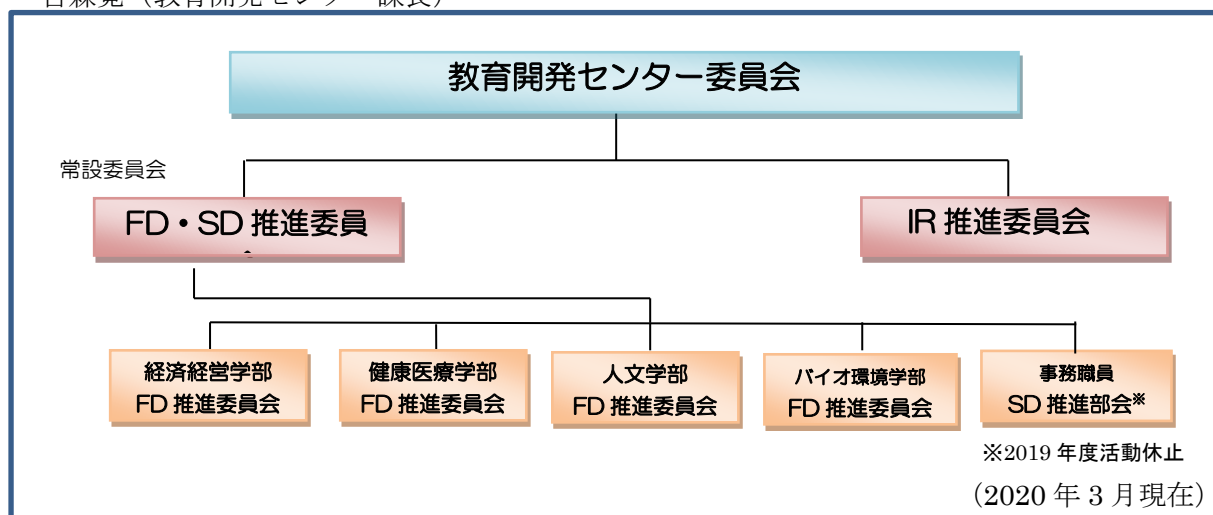 教育開発センター委員会
常設委員会
FD・SD 推進委員
IR 推進委員会
経済経営学部
FD 推進委員会
健康医療学部
FD 推進委員会
人文学部
FD 推進委員会
バイオ環境学部
FD 推進委員会
事務職員
SD 推進部会※
※2019 年度活動休止
（2020 年 3 月現在）